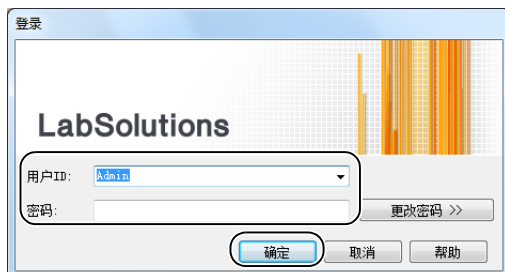 登录
LabSolutions
用户ID: Admin
密码:
更改密码 >>
确定 取消 帮助